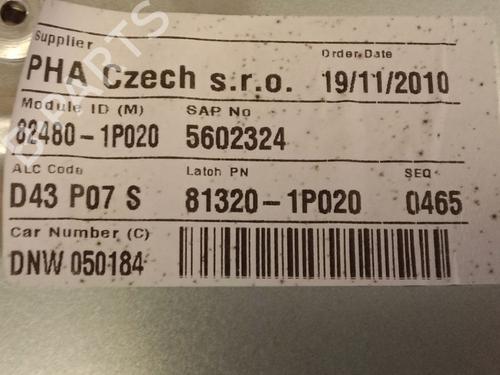 Supplier Order Date
PHA Czech s.r.o. 19/11/2010
Module ID (M) SAP No
82480-1P020 5602324
ALC Code Latch PN SEQ
D43 P07 S 81320-1P020 0465
Car Number (C)
DNW 050184
B-PARTS